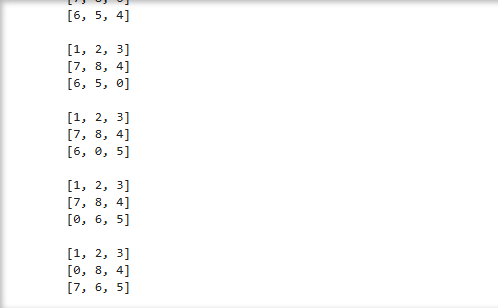 [6, 5, 4]
[1, 2, 3]
[7, 8, 4]
[6, 5, 0]
[1, 2, 3]
[7, 8, 4]
[6, 0, 5]
[1, 2, 3]
[7, 8, 4]
[0, 6, 5]
[1, 2, 3]
[0, 8, 4]
[7, 6, 5]